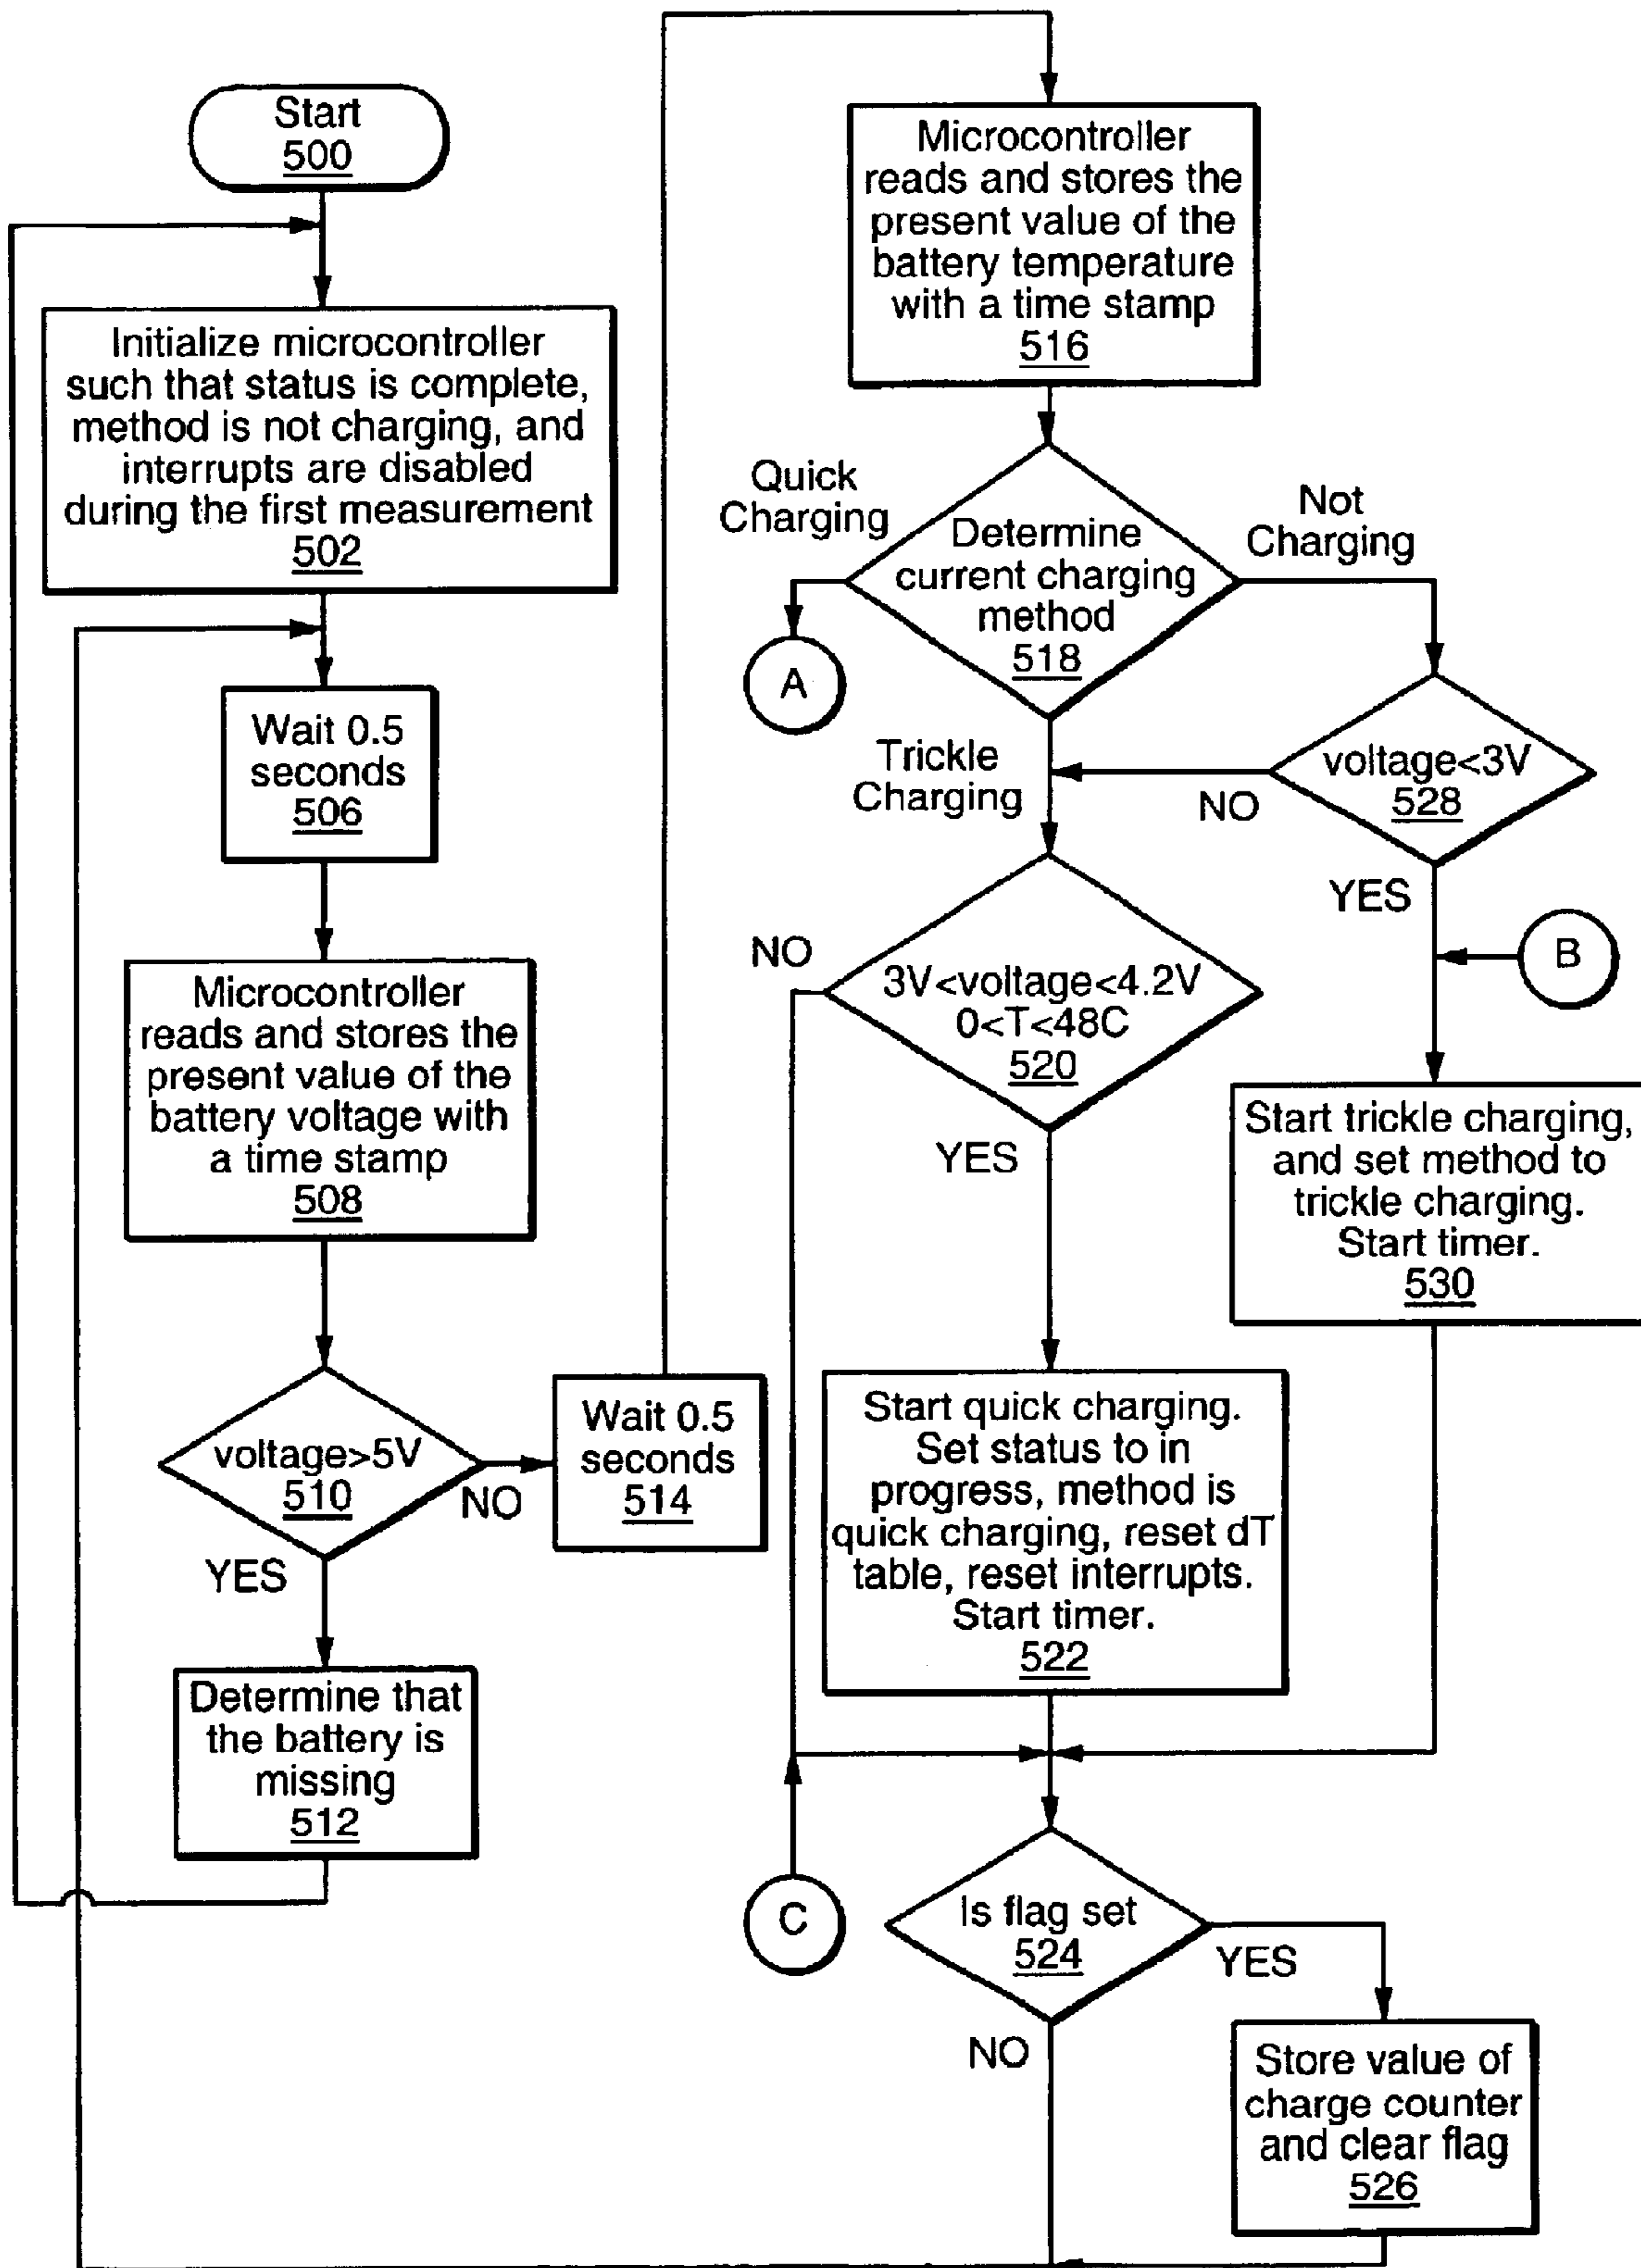 Start
500
Initialize microcontroller
such that status is complete,
method is not charging, and
interrupts are disabled
during the first measurement
502
Wait 0.5
seconds
506
Microcontroller
reads and stores the
present value of the
battery voltage with
a time stamp
508
voltage>5V
510
NO
YES
Wait 0.5
seconds
514
Determine that
the battery is
missing
512
Microcontroller
reads and stores the
present value of the
battery temperature
with a time stamp
516
Quick
Charging
Not
Charging
Determine
current charging
method
518
A
Trickle
Charging
voltage<3V
528
NO
YES
B
NO
3V<voltage<4.2V
0<T<48C
520
YES
Start trickle charging,
and set method to
trickle charging.
Start timer.
530
Start quick charging.
Set status to in
progress, method is
quick charging, reset dT
table, reset interrupts.
Start timer.
522
C
Is flag set
524
YES
NO
Store value of
charge counter
and clear flag
526